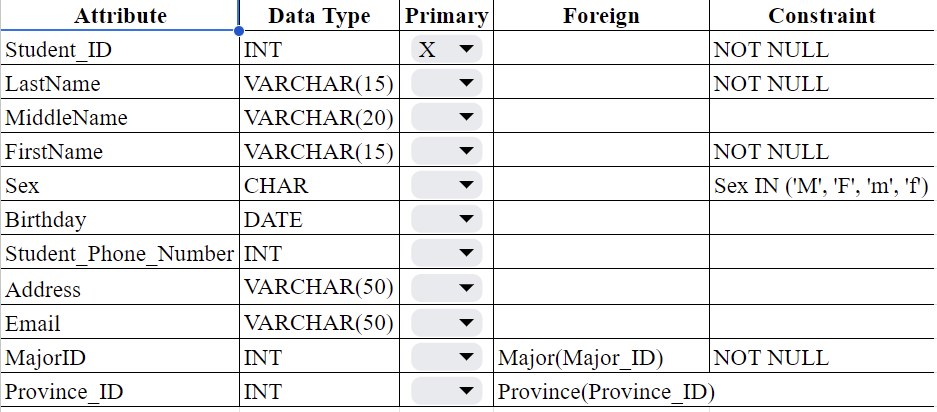 Attribute Data Type Primary Foreign Constraint
Student_ID INT X NOT NULL
LastName VARCHAR(15) NOT NULL
MiddleName VARCHAR(20)
FirstName VARCHAR(15) NOT NULL
Sex CHAR Sex IN ('M', 'F', 'm', 'f')
Birthday DATE
Student_Phone_Number INT
Address VARCHAR(50)
Email VARCHAR(50)
MajorID INT Major(Major_ID) NOT NULL
Province_ID INT Province(Province_ID)